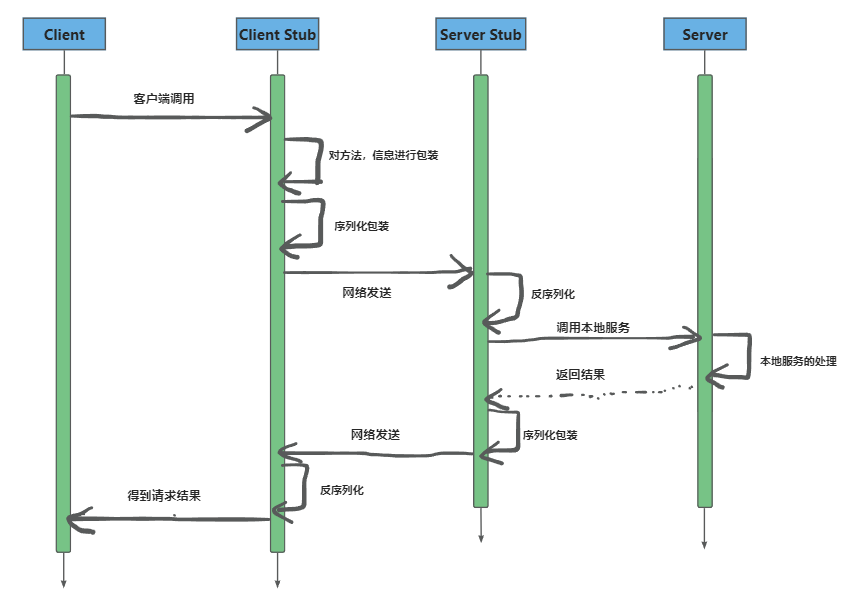 Client
Client Stub
Server Stub
Server
客户端调用
对方法，信息进行包装
序列化包装
网络发送
反序列化
调用本地服务
本地服务的处理
返回结果
序列化包装
网络发送
反序列化
得到请求结果